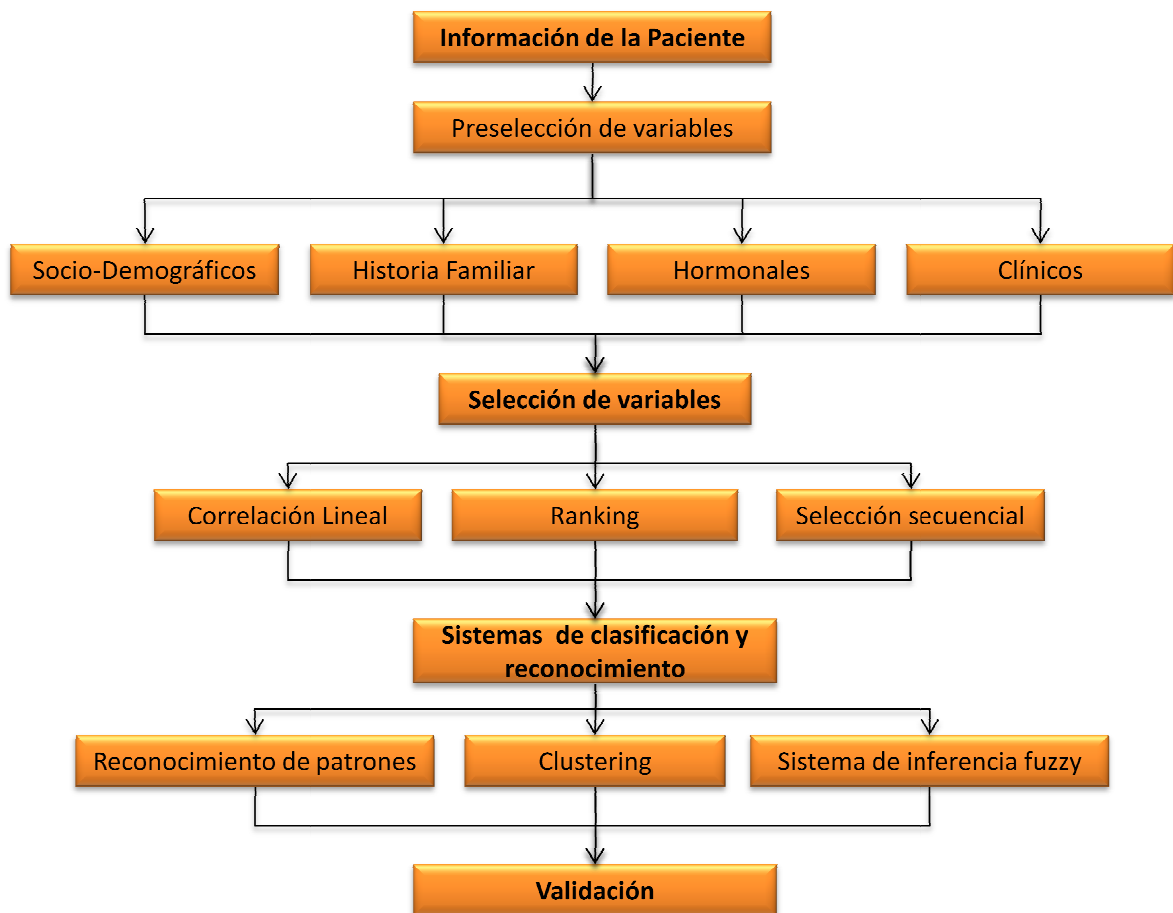 Información de la Paciente
Preselección de variables
Socio-Demográficos
Historia Familiar
Hormonales
Clínicos
Selección de variables
Correlación Lineal
Ranking
Selección secuencial
Sistemas de clasificación y
reconocimiento
Reconocimiento de patrones
Clustering
Sistema de inferencia fuzzy
Validación